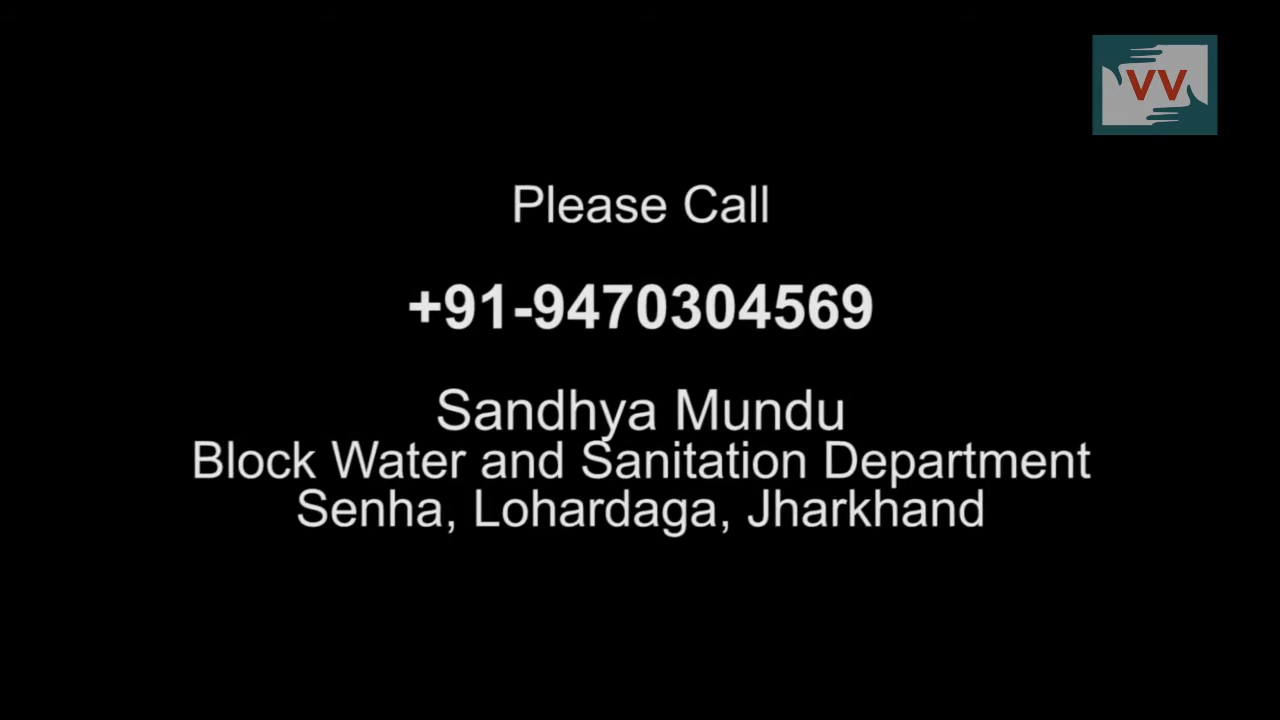 VV
Please Call
+91-9470304569
Sandhya Mundu
Block Water and Sanitation Department
Senha, Lohardaga, Jharkhand